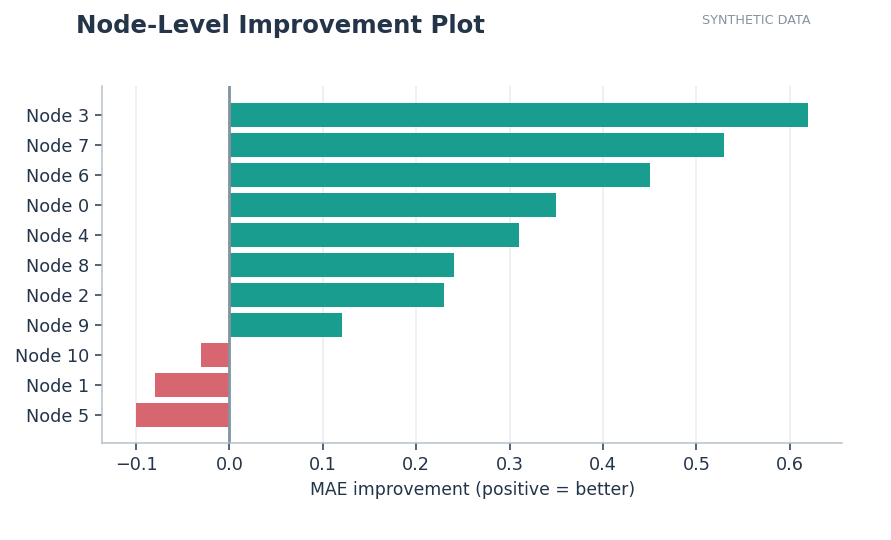 Node-Level Improvement Plot
SYNTHETIC DATA
Node 3
Node 7
Node 6
Node 0
Node 4
Node 8
Node 2
Node 9
Node 10
Node 1
Node 5
−0.1 0.0 0.1 0.2 0.3 0.4 0.5 0.6
MAE improvement (positive = better)